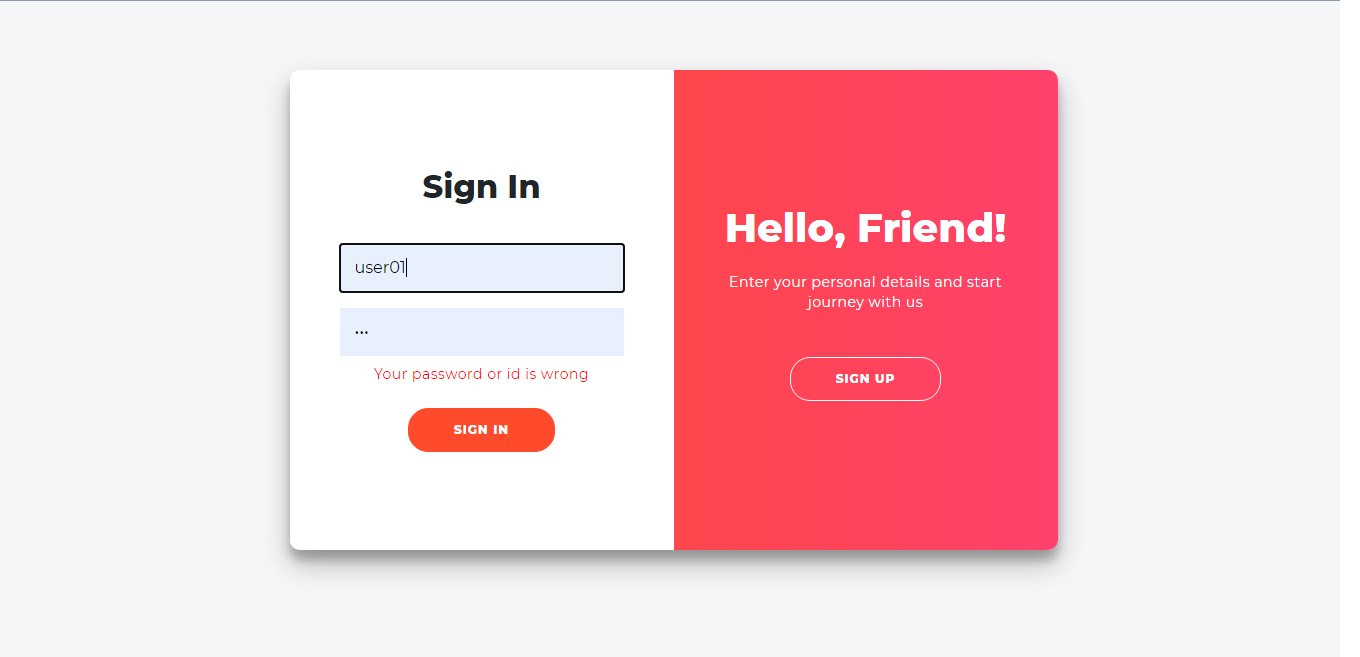 Sign In
user01
...
Your password or id is wrong
SIGN IN
Hello, Friend!
Enter your personal details and start
journey with us
SIGN UP